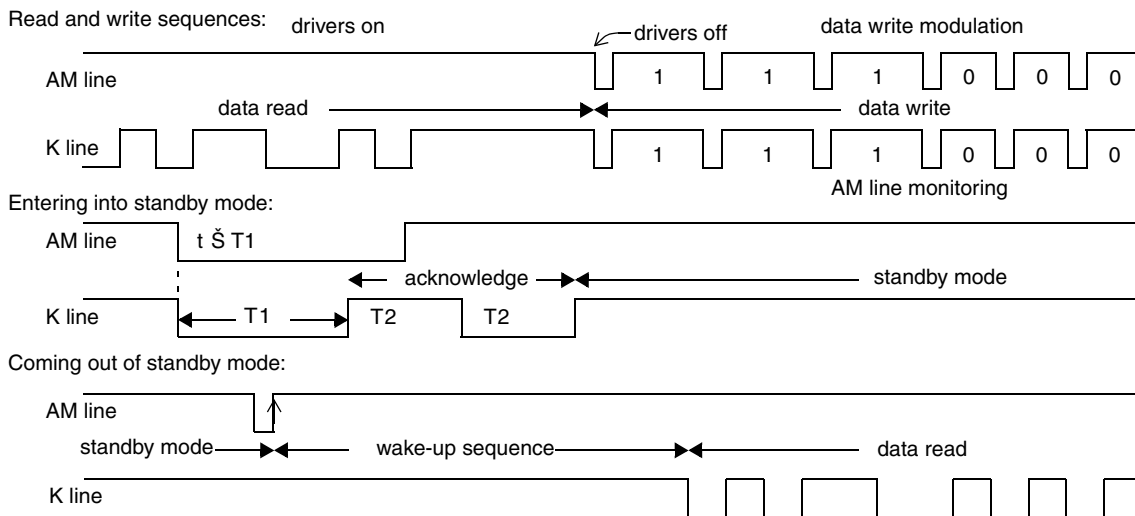 Read and write sequences: drivers on drivers off data write modulation
AM line 1 1 1 0 0 0
data read data write
K line 1 1 1 0 0 0
AM line monitoring
Entering into standby mode:
AM line t Š T1
acknowledge standby mode
K line T1 T2 T2
Coming out of standby mode:
AM line
standby mode wake-up sequence data read
K line